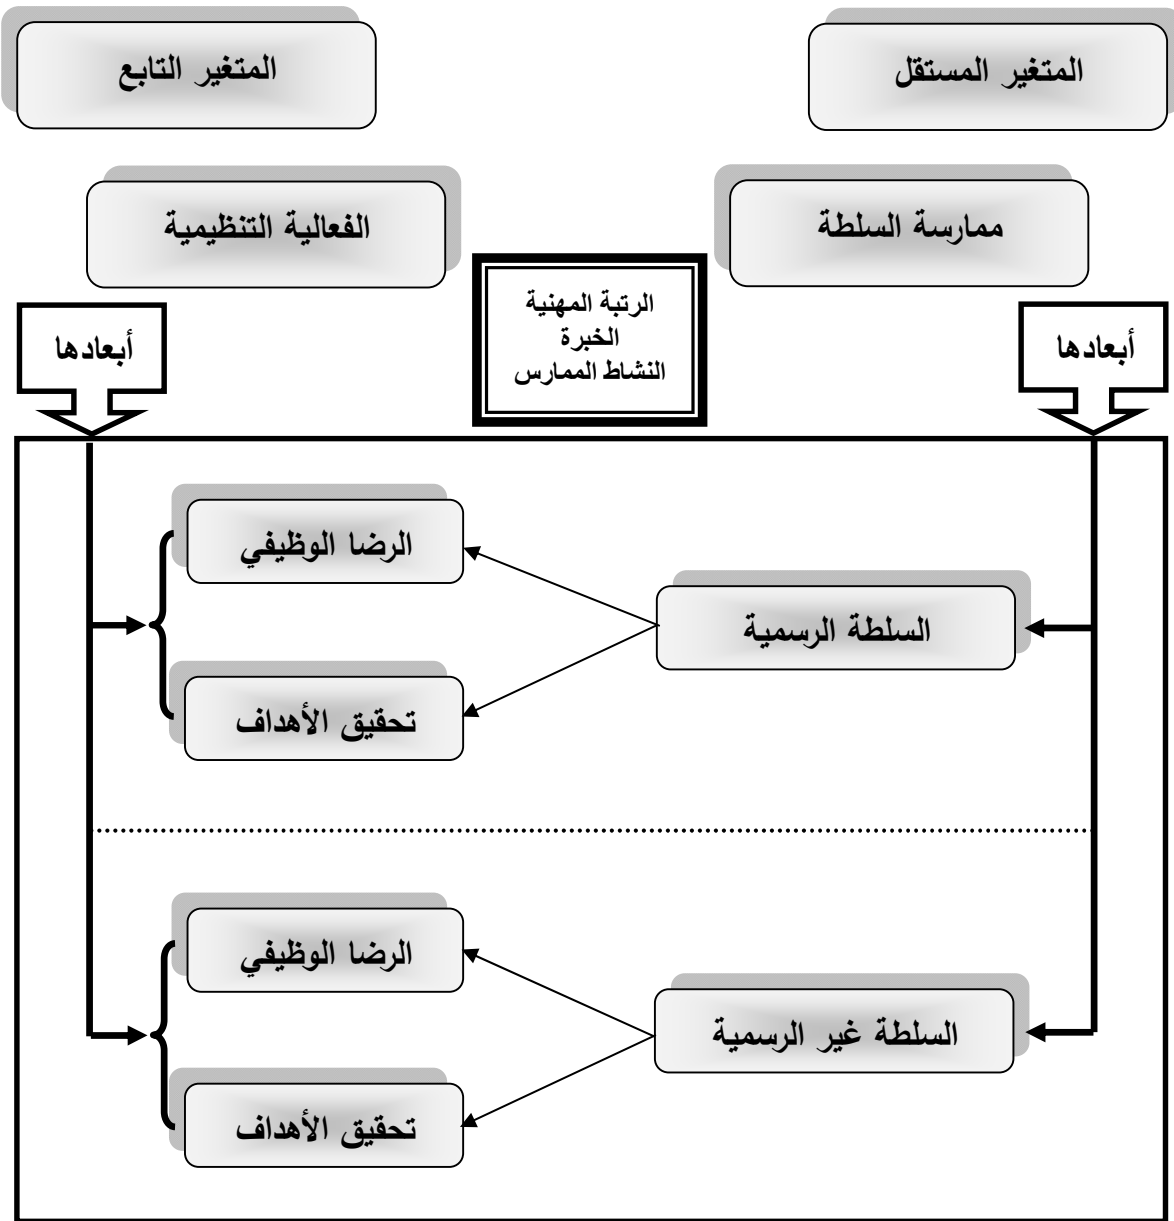 المتغير المستقل
المتغير التابع
ممارسة السلطة
الفعالية التنظيمية
الرتبة المهنية
الخبرة
النشاط الممارس
أبعادها
أبعادها
الرضا الوظيفي
السلطة الرسمية
تحقيق الأهداف
الرضا الوظيفي
السلطة غير الرسمية
تحقيق الأهداف